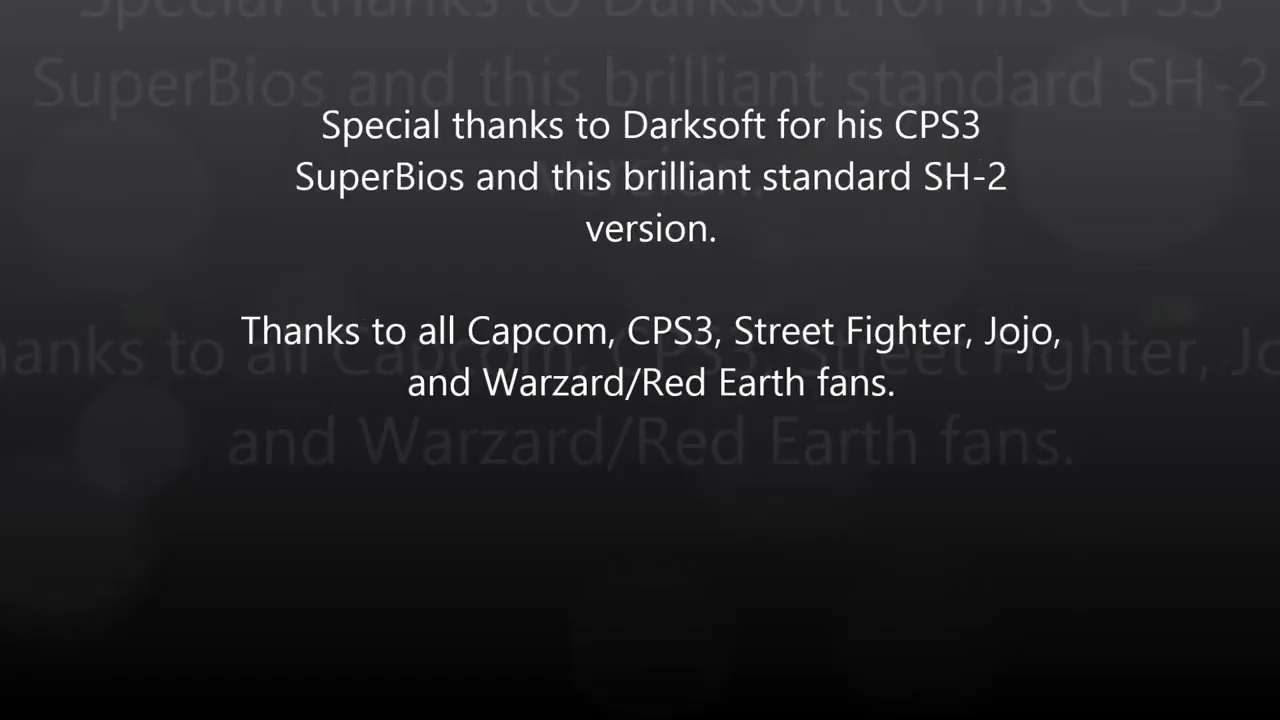 Special thanks to Darksoft for his CPS3
SuperBios and this brilliant standard SH-2
version.
Thanks to all Capcom, CPS3, Street Fighter, Jojo,
and Warzard/Red Earth fans.